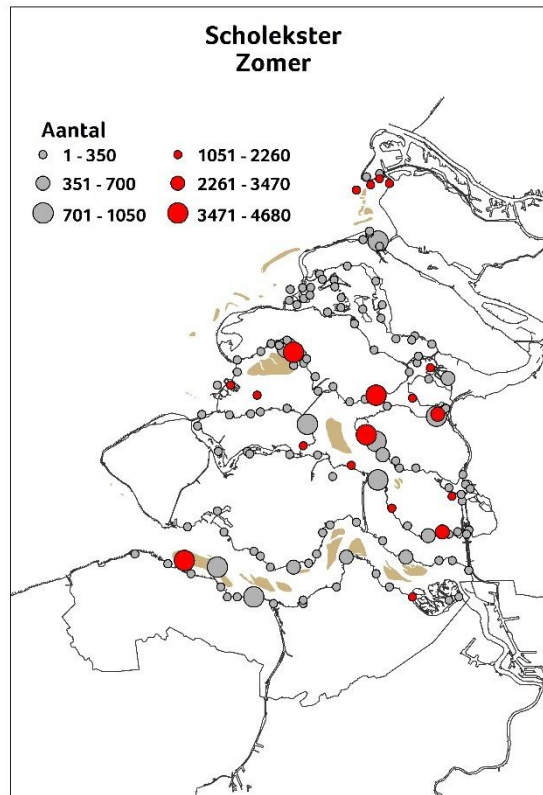 Scholekster
Zomer
Aantal
1 - 350
1051 - 2260
351 - 700
2261 - 3470
701 - 1050
3471 - 4680